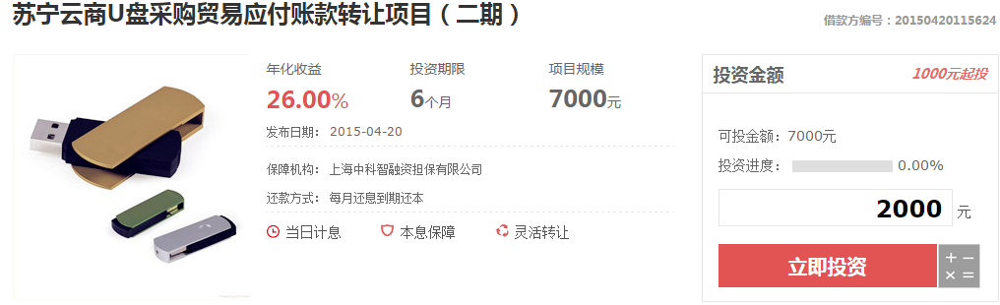 苏宁云商U盘采购贸易应付账款转让项目（二期）
借款方编号：20150420115624
年化收益 投资期限 项目规模
26.00% 6个月 7000元
发布日期： 2015-04-20
保障机构： 上海中科智融资担保有限公司
还款方式： 每月还息到期还本
当日计息 本息保障 灵活转让
投资金额 1000元起投
可投金额：7000元
投资进度： 0.00%
2000 元
立即投资